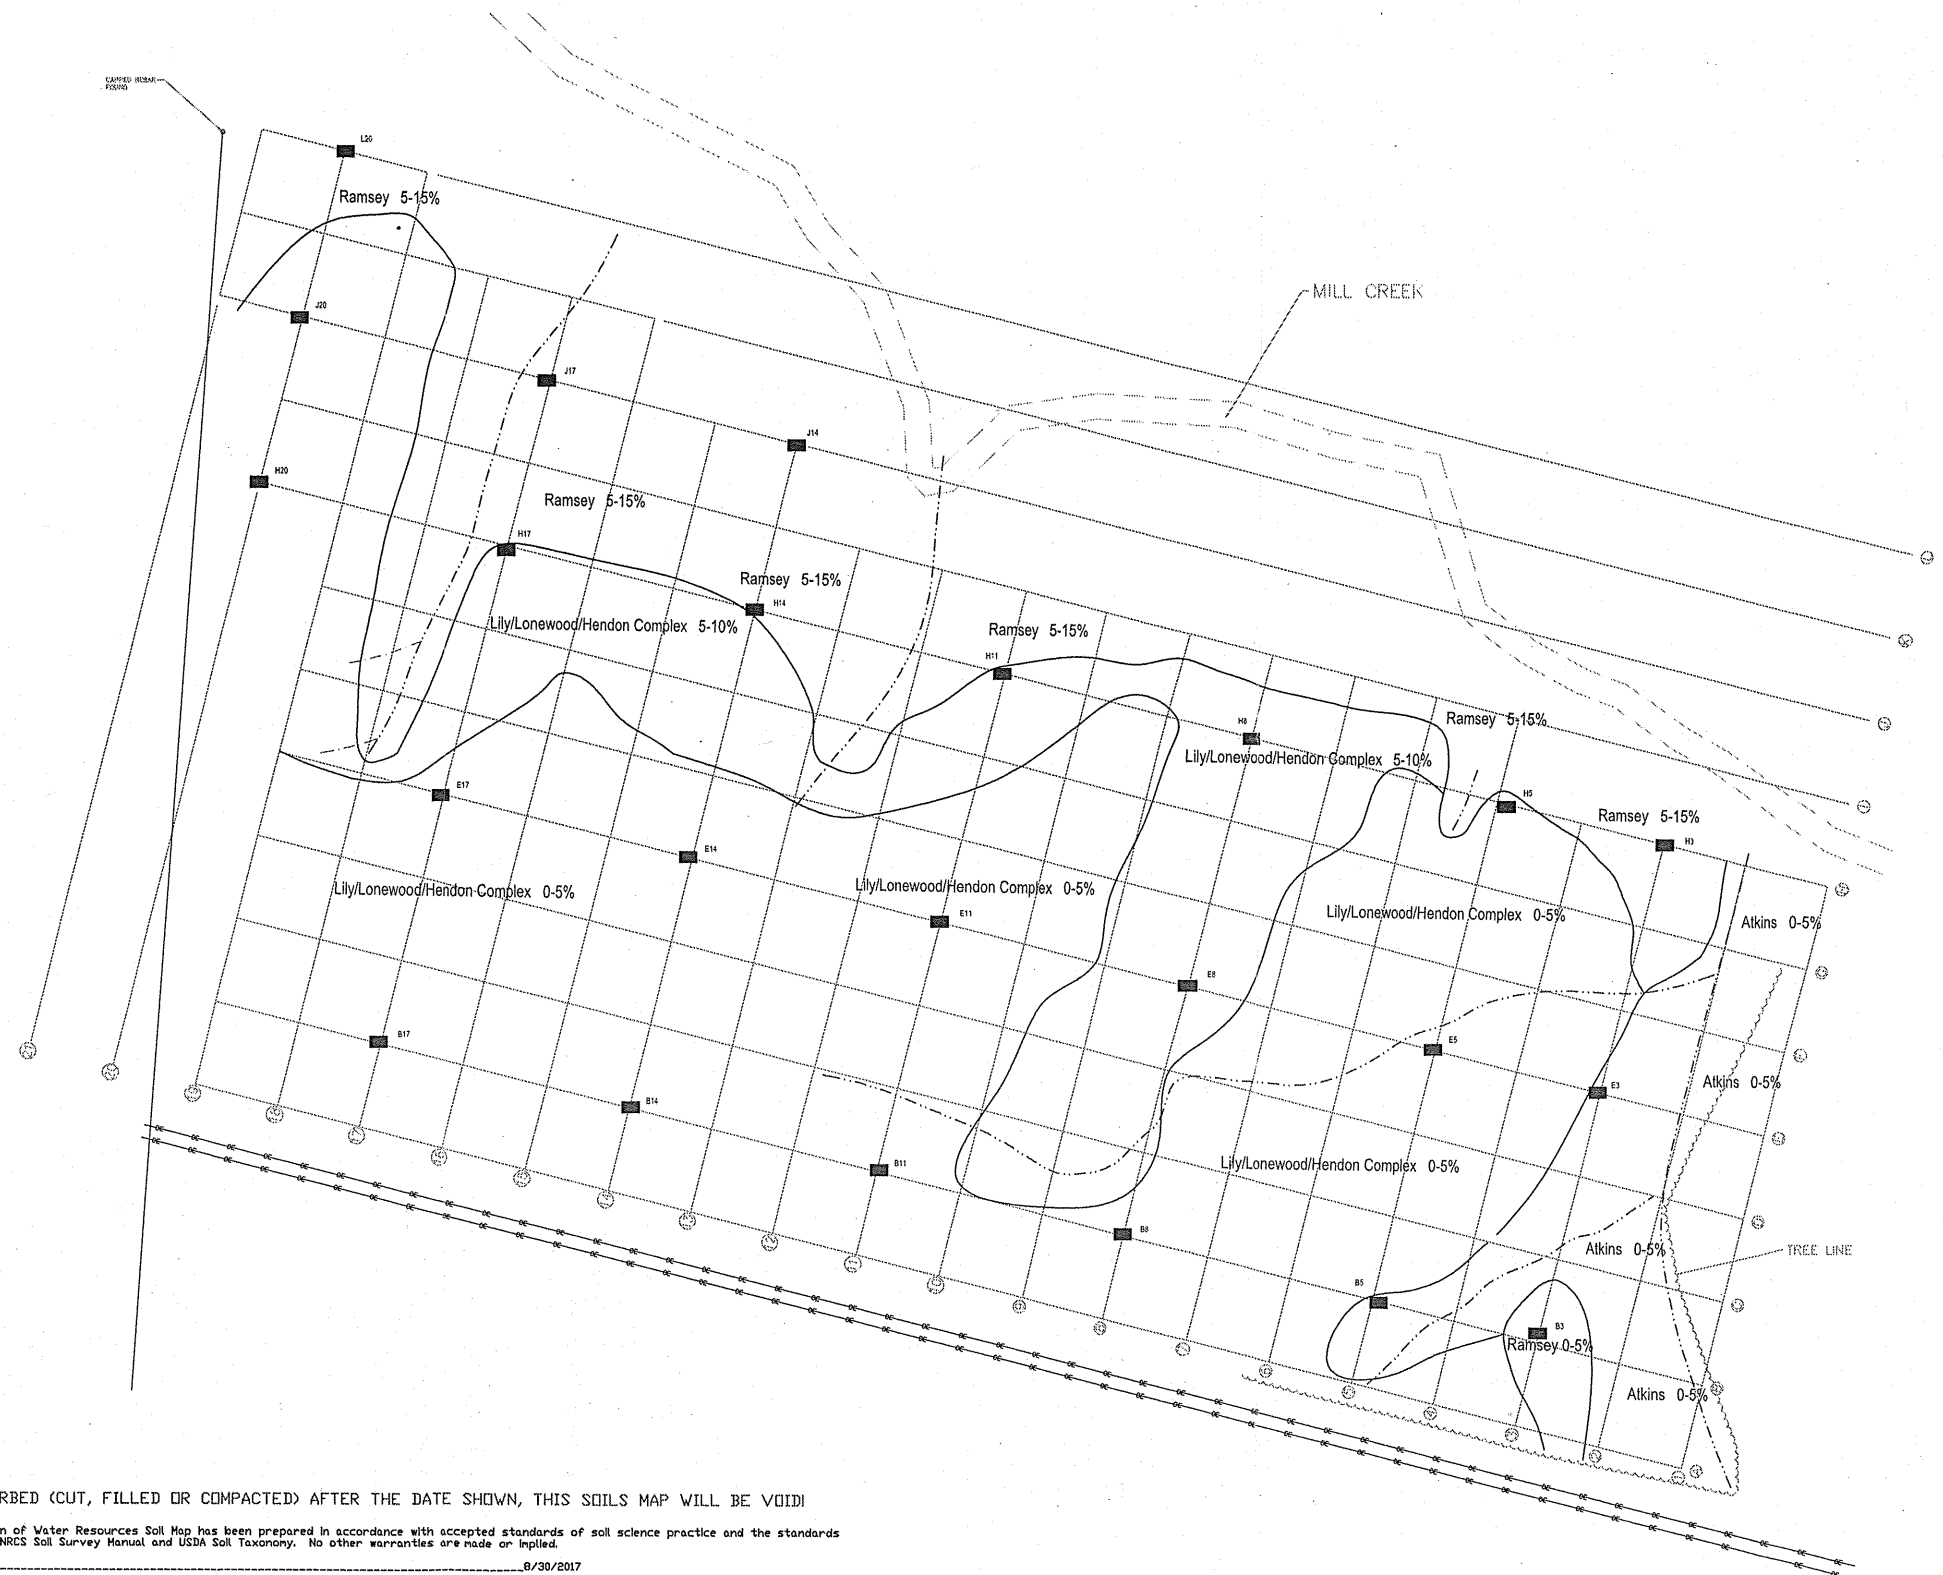 CAPPED REBAR
FOUND
L20
Ramsey 5-15%
MILL CREEK
J20
J17
J14
H20
Ramsey 5-15%
H17
Ramsey 5-15%
H14
Lily/Lonewood/Hendon Complex 5-10%
Ramsey 5-15%
H11
Ramsey 5-15%
H8
Lily/Lonewood/Hendon Complex 5-10%
E17
H5
Ramsey 5-15%
H3
E14
Lily/Lonewood/Hendon Complex 0-5%
Lily/Lonewood/Hendon Complex 0-5%
E11
Lily/Lonewood/Hendon Complex 0-5%
Atkins 0-5%
E8
B17
E5
Atkins 0-5%
E3
B14
B11
Lily/Lonewood/Hendon Complex 0-5%
B8
Atkins 0-5%
TREE LINE
B5
B3
Ramsey 0-5%
Atkins 0-5%
RBED (CUT, FILLED OR COMPACTED) AFTER THE DATE SHOWN, THIS SOILS MAP WILL BE VOID!
n of Water Resources Soil Map has been prepared in accordance with accepted standards of soil science practice and the standards
NRCS Soil Survey Manual and USDA Soil Taxonomy. No other warranties are made or implied.
8/30/2017